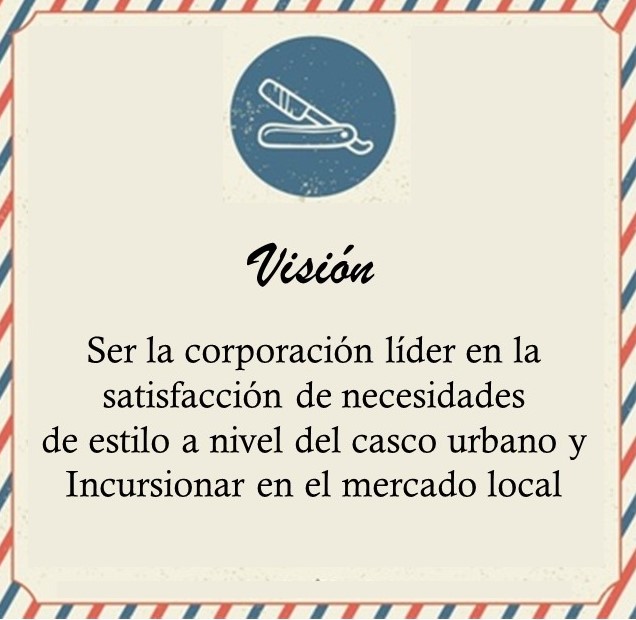 Visión
Ser la corporación líder en la
satisfacción de necesidades
de estilo a nivel del casco urbano y
Incursionar en el mercado local